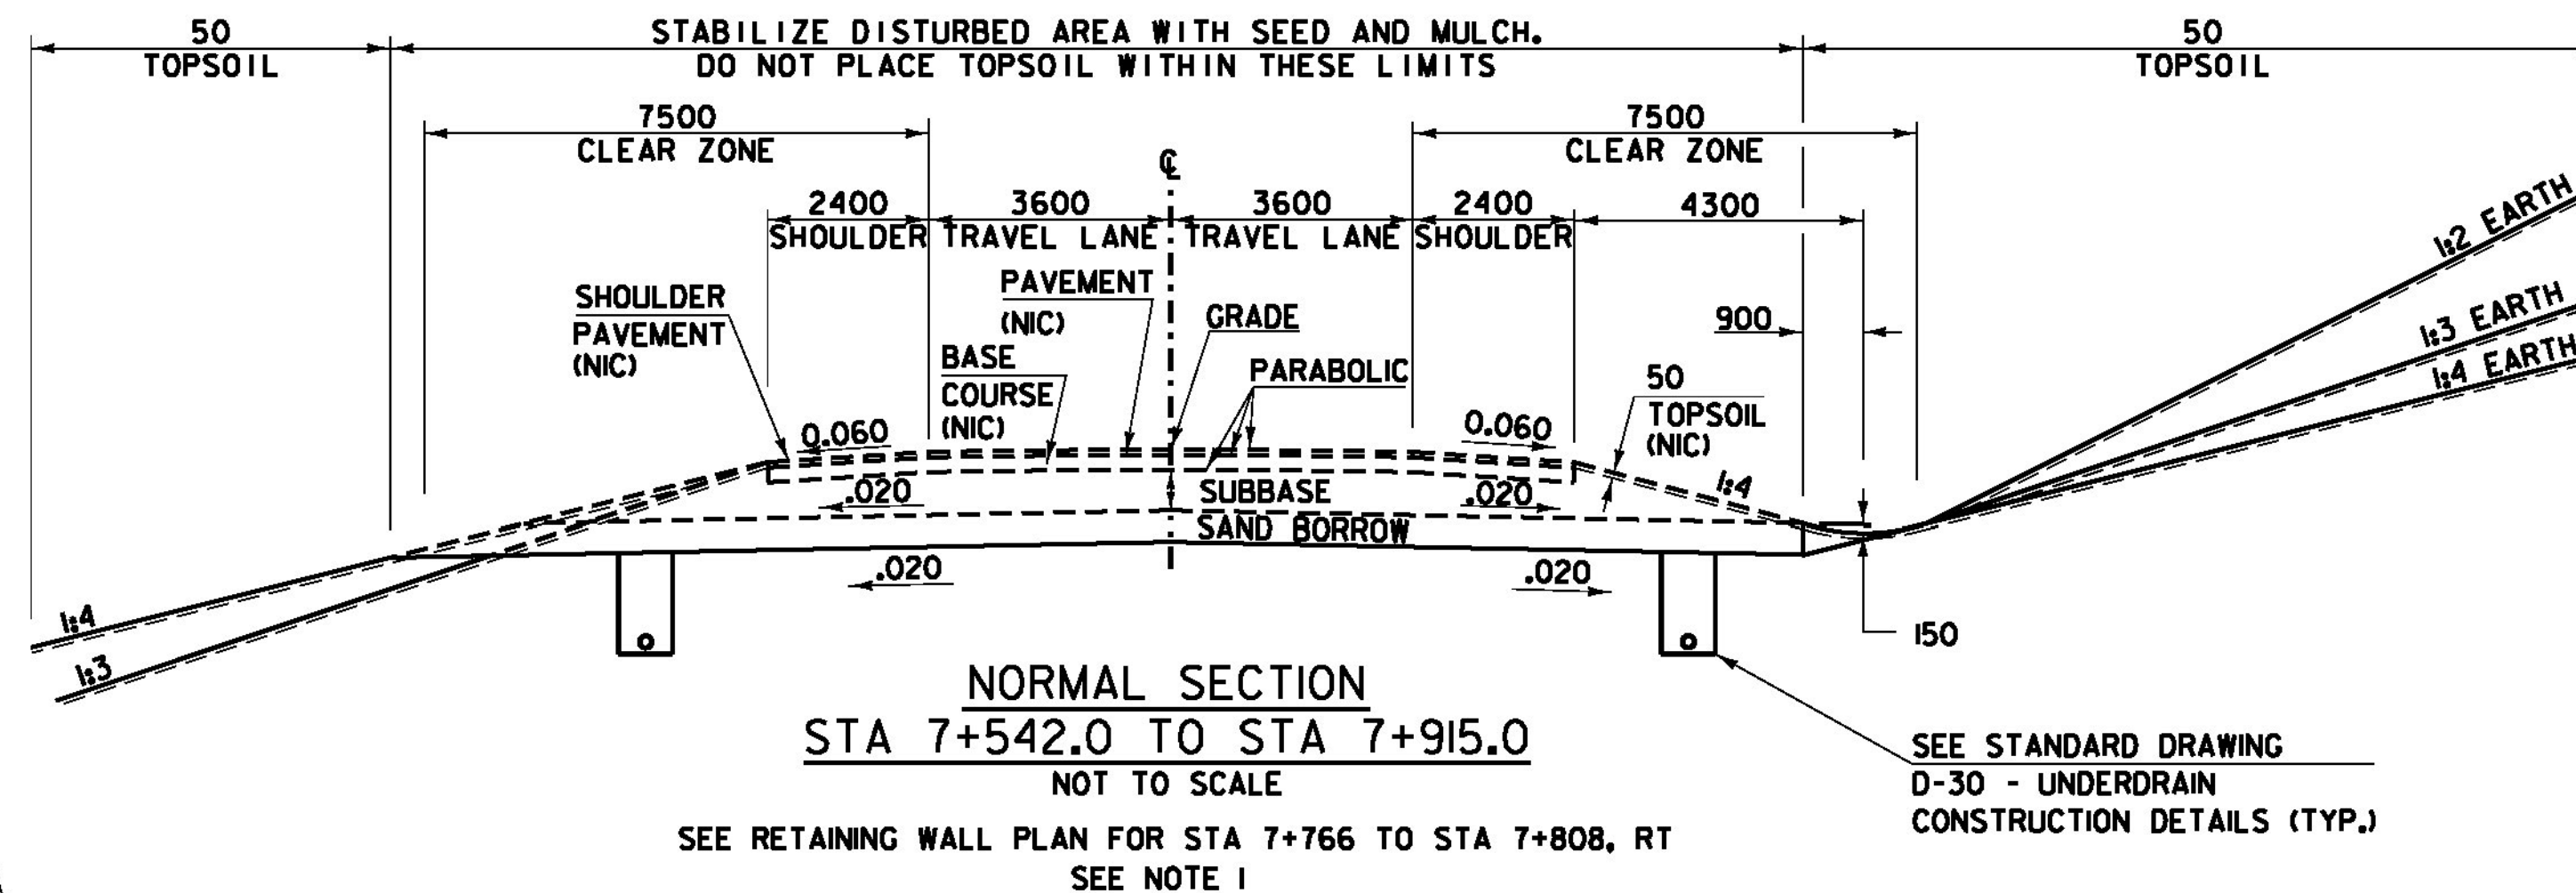 50
TOPSOIL
STABILIZE DISTURBED AREA WITH SEED AND MULCH.
DO NOT PLACE TOPSOIL WITHIN THESE LIMITS
50
TOPSOIL
7500
CLEAR ZONE
7500
CLEAR ZONE
℄
2400
SHOULDER
3600
TRAVEL LANE
3600
TRAVEL LANE
2400
SHOULDER
4300
SHOULDER
PAVEMENT
(NIC)
PAVEMENT
(NIC)
BASE
COURSE
(NIC)
GRADE
PARABOLIC
900
50
TOPSOIL
(NIC)
1:2 EARTH
1:3 EARTH
1:4 EARTH
0.060
0.060
1:4
.020
SUBBASE
.020
SAND BORROW
.020
.020
1:4
1:3
150
NORMAL SECTION
STA 7+542.0 TO STA 7+915.0
NOT TO SCALE
SEE RETAINING WALL PLAN FOR STA 7+766 TO STA 7+808, RT
SEE NOTE 1
SEE STANDARD DRAWING
D-30 - UNDERDRAIN
CONSTRUCTION DETAILS (TYP.)